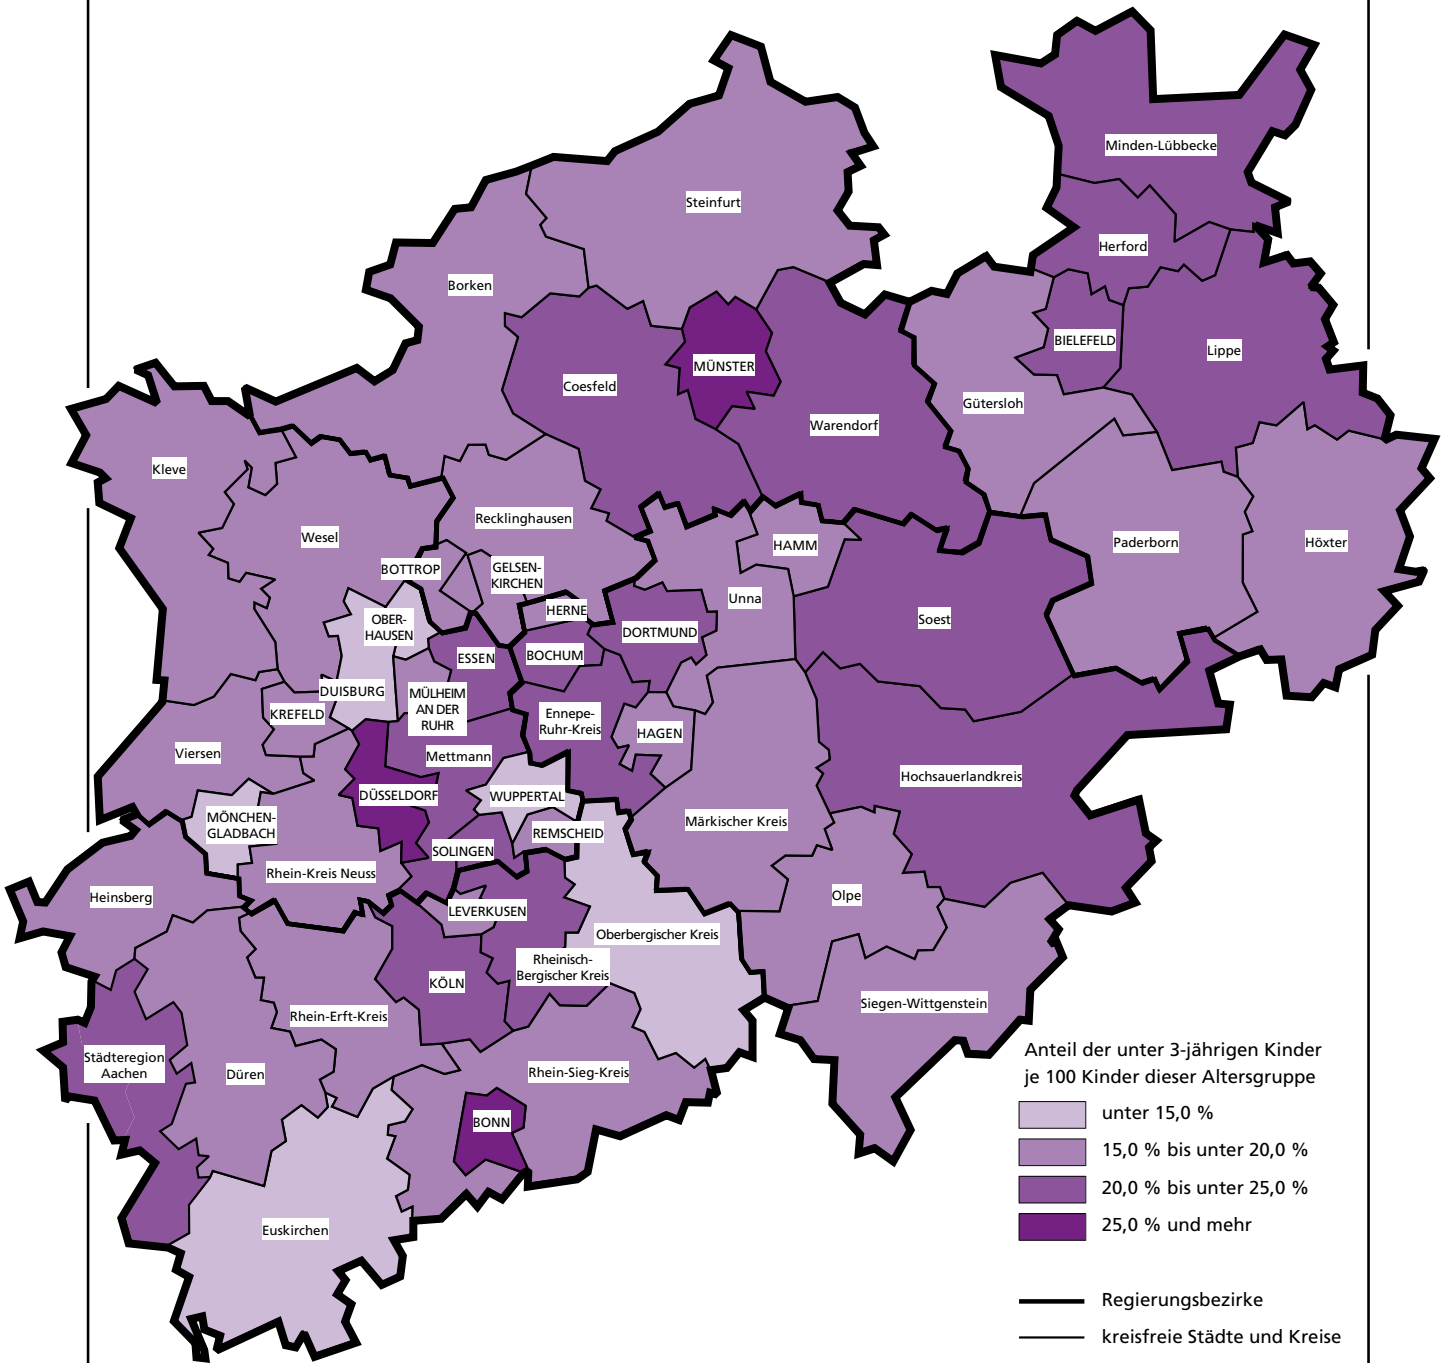 Minden-Lübbecke
Steinfurt
Herford
Borken
BIELEFELD
Lippe
MÜNSTER
Coesfeld
Gütersloh
Warendorf
Kleve
Recklinghausen
Wesel
HAMM
Paderborn
Höxter
BOTTROP
GELSEN-
KIRCHEN
Unna
HERNE
OBER-
HAUSEN
Soest
DORTMUND
ESSEN
BOCHUM
DUISBURG
MÜLHEIM
AN DER
RUHR
KREFELD
Ennepe-
Ruhr-Kreis
HAGEN
Viersen
Mettmann
Hochsauerlandkreis
DÜSSELDORF
WUPPERTAL
MÖNCHEN-
GLADBACH
Märkischer Kreis
REMSCHEID
SOLINGEN
Rhein-Kreis Neuss
Heinsberg
Olpe
LEVERKUSEN
Oberbergischer Kreis
Rheinisch-
Bergischer Kreis
KÖLN
Siegen-Wittgenstein
Rhein-Erft-Kreis
Städteregion
Aachen
Düren
Rhein-Sieg-Kreis
BONN
Euskirchen
Anteil der unter 3-jährigen Kinder
je 100 Kinder dieser Altersgruppe
unter 15,0 %
15,0 % bis unter 20,0 %
20,0 % bis unter 25,0 %
25,0 % und mehr
Regierungsbezirke
kreisfreie Städte und Kreise